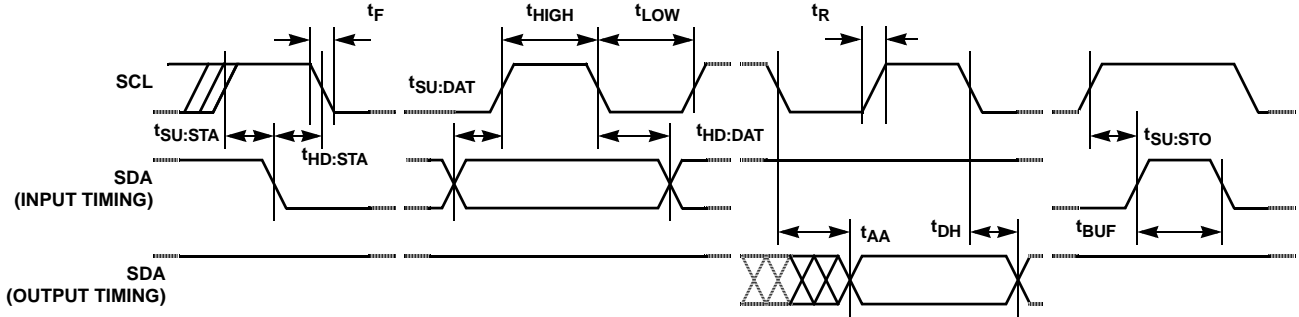 tF
tHIGH
tLOW
tR
SCL
tSU:DAT
tSU:STA
tHD:STA
tHD:DAT
tSU:STO
SDA
(INPUT TIMING)
tAA
tDH
tBUF
SDA
(OUTPUT TIMING)